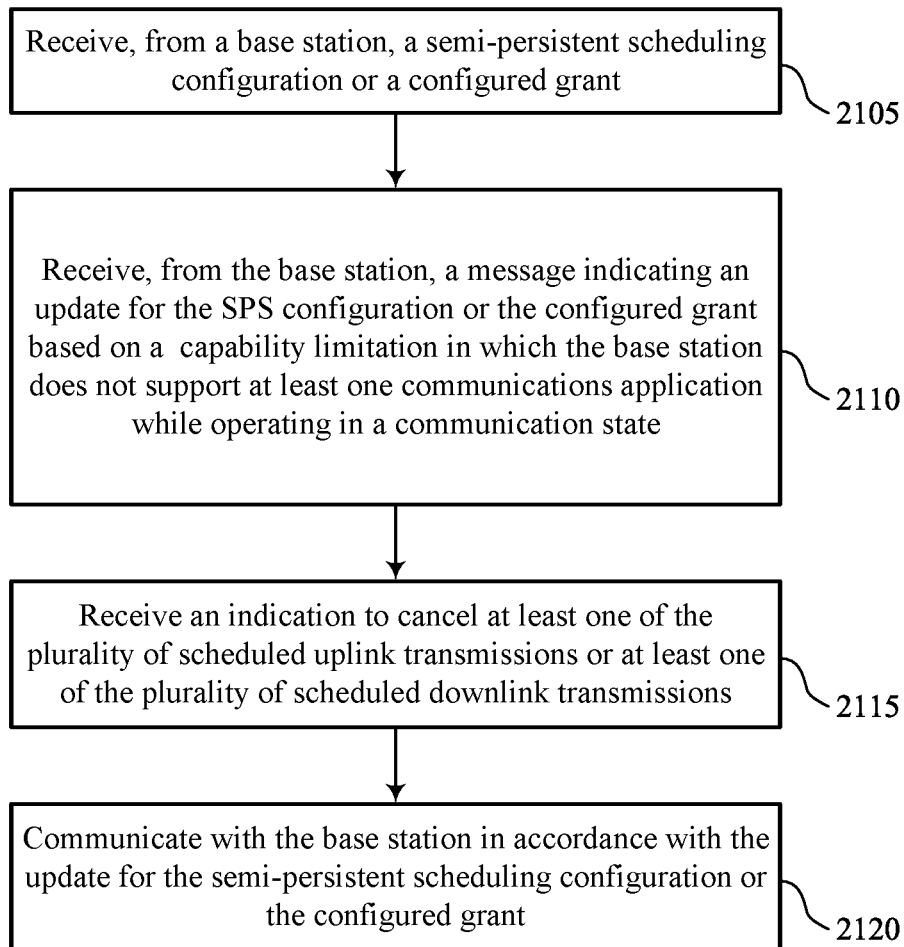 Receive, from a base station, a semi-persistent scheduling
configuration or a configured grant
2105
Receive, from the base station, a message indicating an
update for the SPS configuration or the configured grant
based on a capability limitation in which the base station
does not support at least one communications application
while operating in a communication state
2110
Receive an indication to cancel at least one of the
plurality of scheduled uplink transmissions or at least one
of the plurality of scheduled downlink transmissions
2115
Communicate with the base station in accordance with the
update for the semi-persistent scheduling configuration or
the configured grant
2120